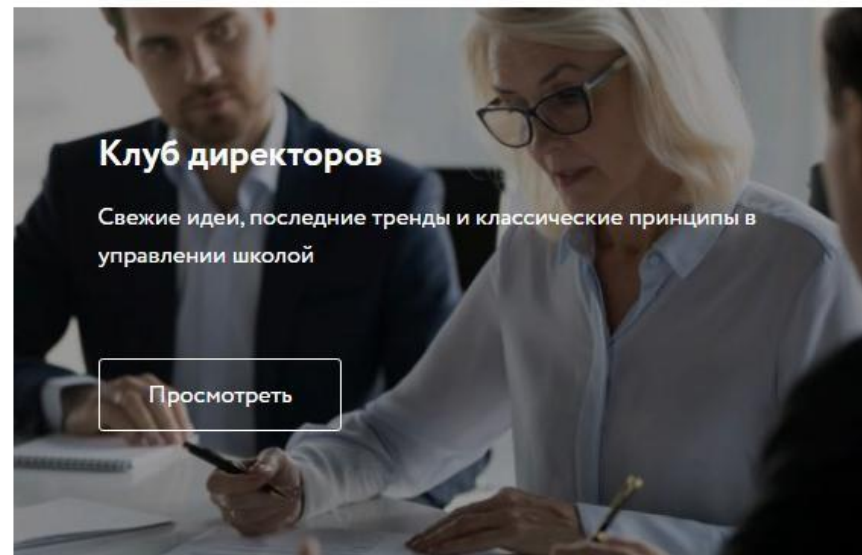 Клуб директоров
Свежие идеи, последние тренды и классические принципы в
управлении школой
Просмотреть